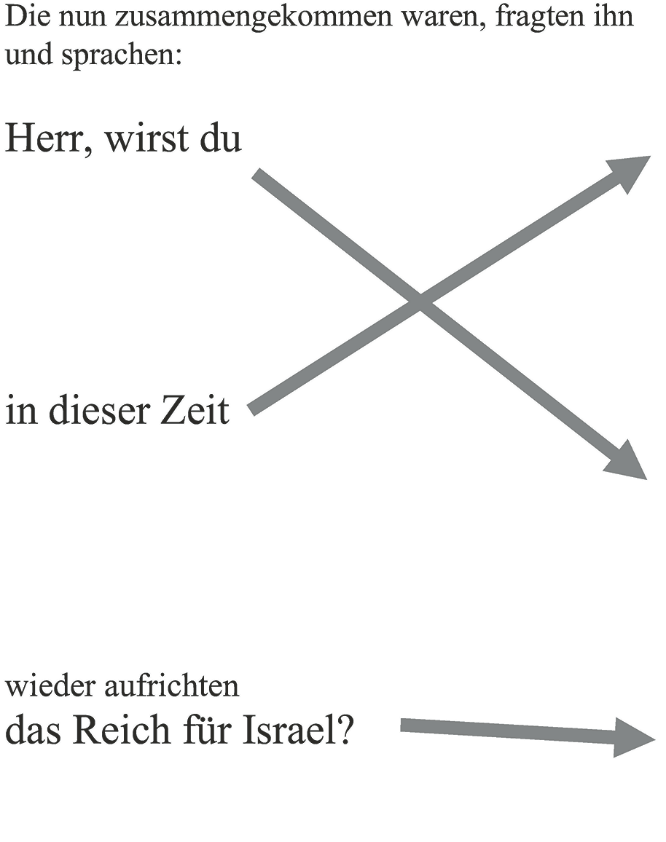 Die nun zusammengekommen waren, fragten ihn
und sprachen:
Herr, wirst du
in dieser Zeit
wieder aufrichten
das Reich für Israel?